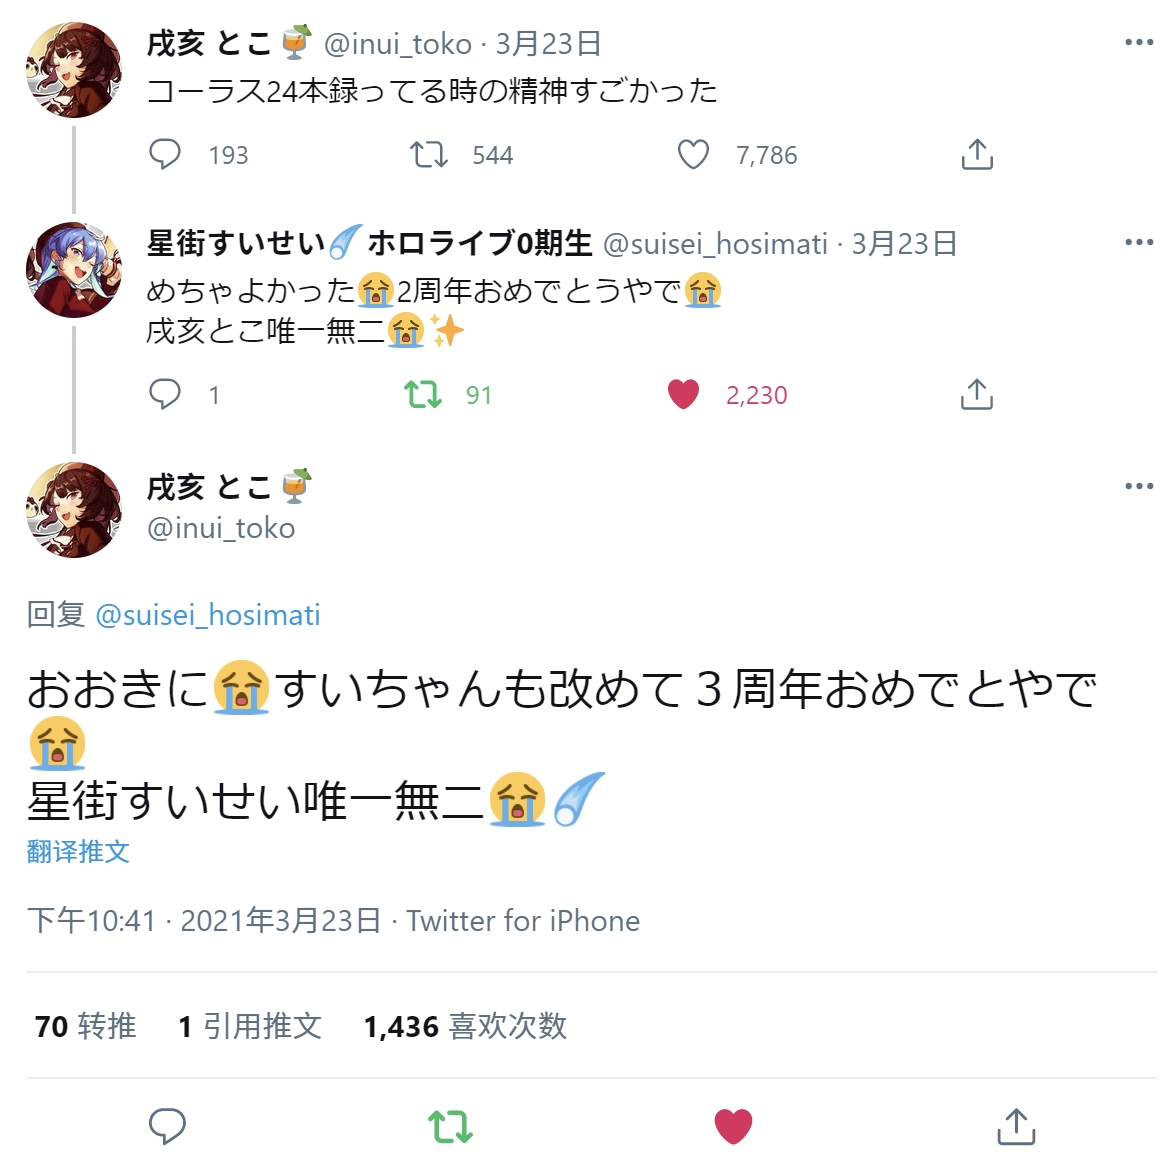 戌亥 とこ🍹 @inui_toko · 3月23日
コーラス24本録ってる時の精神すごかった
193 544 7,786
星街すいせい☄️ホロライブ0期生 @suisei_hosimati · 3月23日
めちゃよかった😭2周年おめでとうやで😭
戌亥とこ唯一無二😭✨
1 91 2,230
戌亥 とこ🍹
@inui_toko
回复 @suisei_hosimati
おおきに😭すいちゃんも改めて３周年おめでとやで
😭
星街すいせい唯一無二😭☄️
翻译推文
下午10:41 · 2021年3月23日 · Twitter for iPhone
70 转推 1 引用推文 1,436 喜欢次数